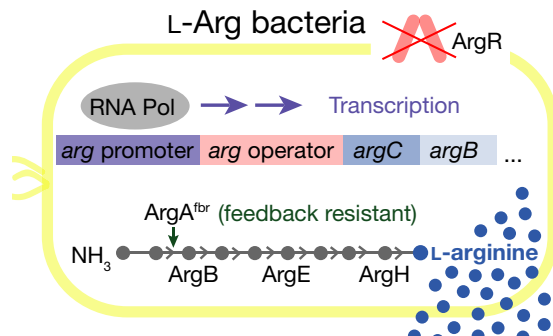 L-Arg bacteria
ArgR
RNA Pol
Transcription
arg promoter arg operator argC argB ...
ArgA^fbr (feedback resistant)
NH₃
L-arginine
ArgB ArgE ArgH